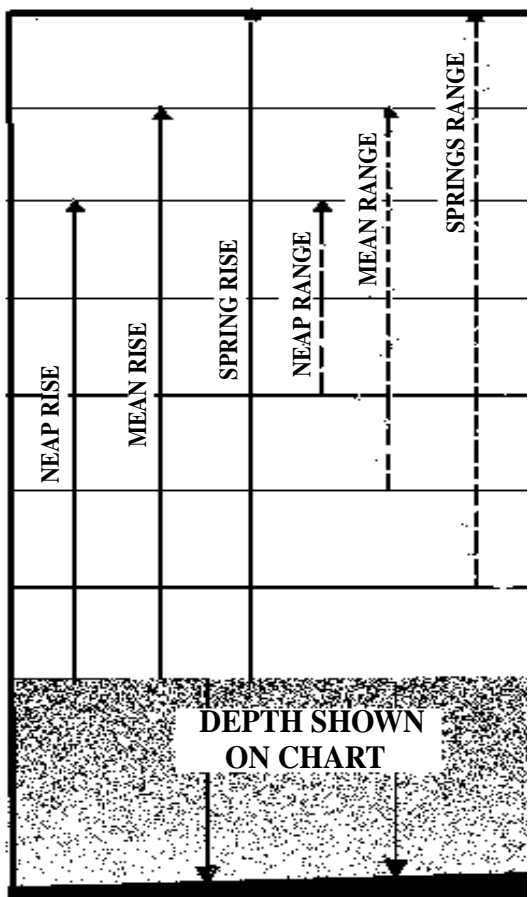 NEAP RISE
MEAN RISE
SPRING RISE
NEAP RANGE
MEAN RANGE
SPRINGS RANGE
DEPTH SHOWN
ON CHART